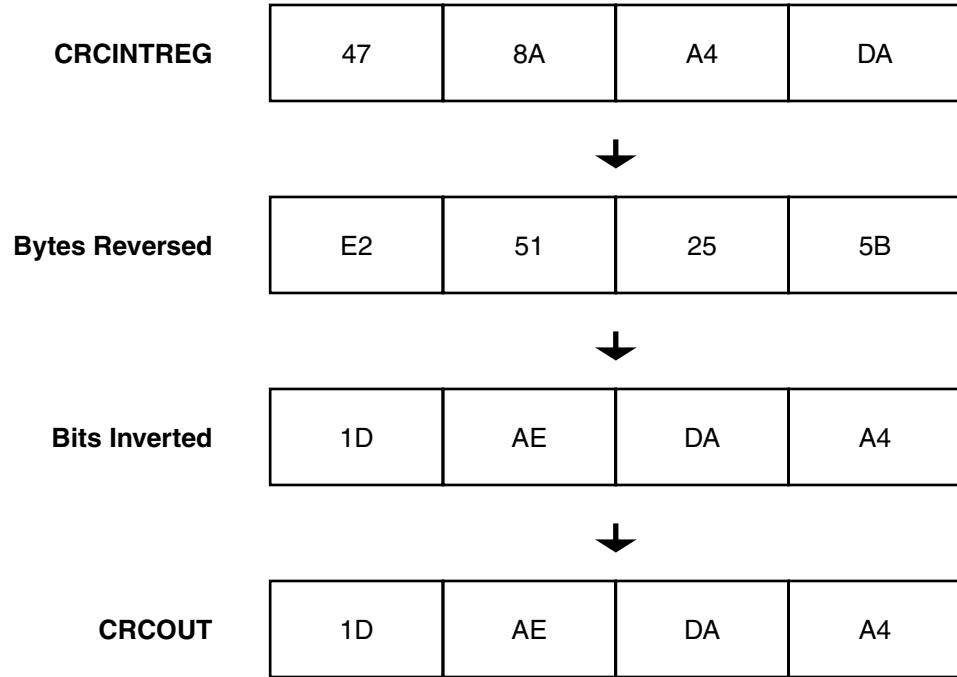 CRCINTREG 47 8A A4 DA
Bytes Reversed E2 51 25 5B
Bits Inverted 1D AE DA A4
CRCOUT 1D AE DA A4